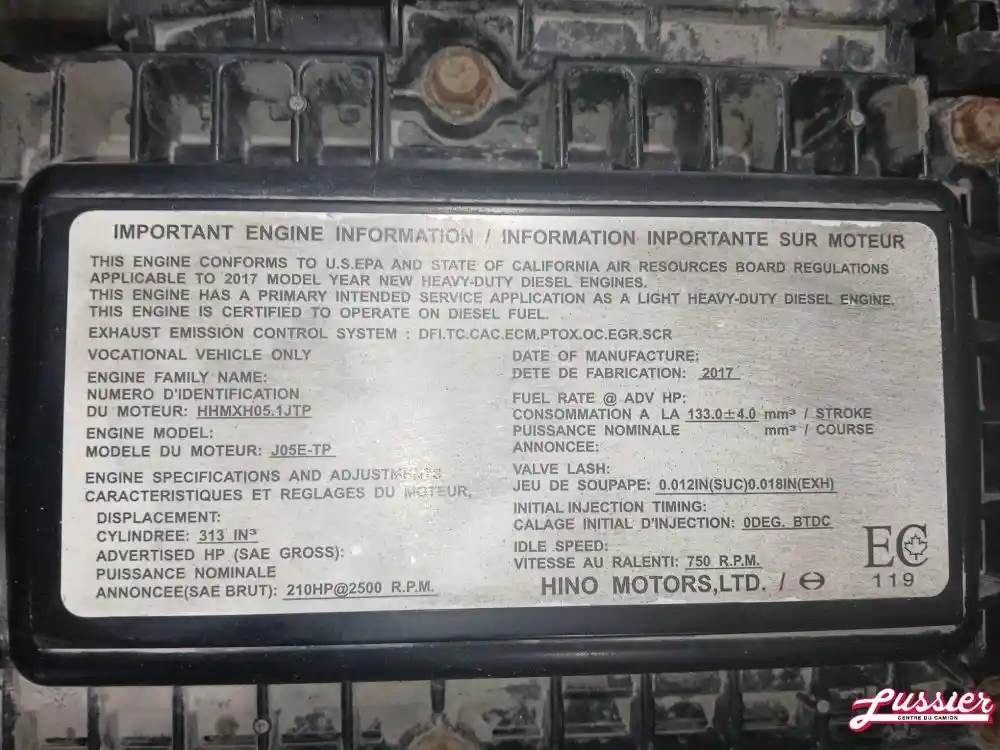 IMPORTANT ENGINE INFORMATION / INFORMATION INPORTANTE SUR MOTEUR
THIS ENGINE CONFORMS TO U.S.EPA AND STATE OF CALIFORNIA AIR RESOURCES BOARD REGULATIONS
APPLICABLE TO 2017 MODEL YEAR NEW HEAVY-DUTY DIESEL ENGINES.
THIS ENGINE HAS A PRIMARY INTENDED SERVICE APPLICATION AS A LIGHT HEAVY-DUTY DIESEL ENGINE.
THIS ENGINE IS CERTIFIED TO OPERATE ON DIESEL FUEL.
EXHAUST EMISSION CONTROL SYSTEM : DFI.TC.CAC.ECM.PTOX.OC.EGR.SCR
VOCATIONAL VEHICLE ONLY
ENGINE FAMILY NAME:
NUMERO D'IDENTIFICATION
DU MOTEUR: HHMXH05.1JTP
ENGINE MODEL:
MODELE DU MOTEUR: J05E-TP
ENGINE SPECIFICATIONS AND ADJUSTMENTS
CARACTERISTIQUES ET REGLAGES DU MOTEUR,
DISPLACEMENT:
CYLINDREE: 313 IN³
ADVERTISED HP (SAE GROSS):
PUISSANCE NOMINALE
ANNONCEE(SAE BRUT): 210HP@2500 R.P.M.
DATE OF MANUFACTURE:
DETE DE FABRICATION: 2017
FUEL RATE @ ADV HP:
CONSOMMATION A LA 133.0±4.0 mm³ / STROKE
PUISSANCE NOMINALE mm³ / COURSE
ANNONCEE:
VALVE LASH:
JEU DE SOUPAPE: 0.012IN(SUC)0.018IN(EXH)
INITIAL INJECTION TIMING:
CALAGE INITIAL D'INJECTION: 0DEG. BTDC
IDLE SPEED:
VITESSE AU RALENTI: 750 R.P.M.
HINO MOTORS,LTD. /
EC
119
Lussier
CENTRE DU CAMION